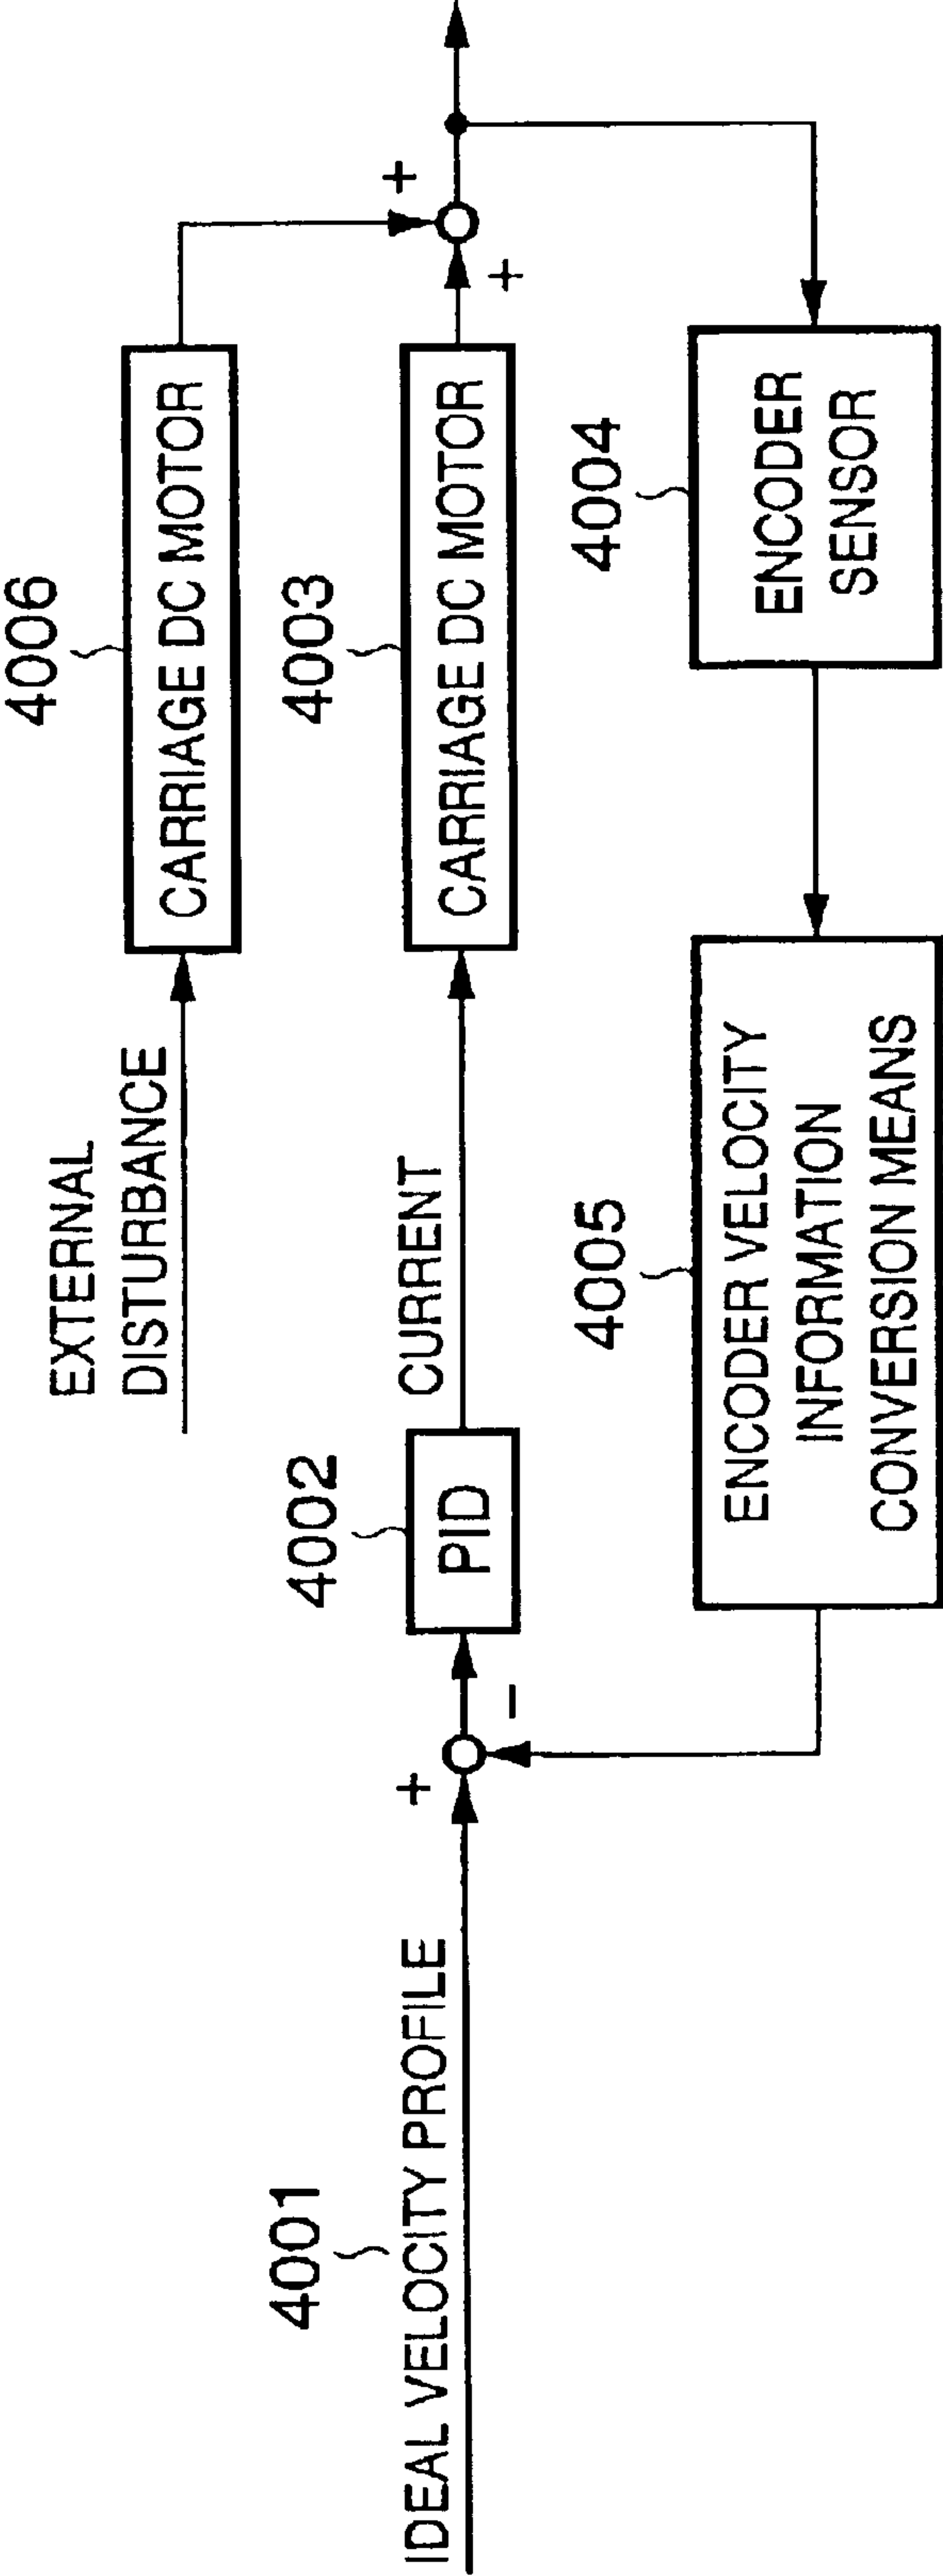 EXTERNAL
DISTURBANCE
4006
CARRIAGE DC MOTOR
+
4001
IDEAL VELOCITY PROFILE
+
-
4002
PID
CURRENT
4003
CARRIAGE DC MOTOR
+
4005
ENCODER VELOCITY
INFORMATION
CONVERSION MEANS
4004
ENCODER
SENSOR